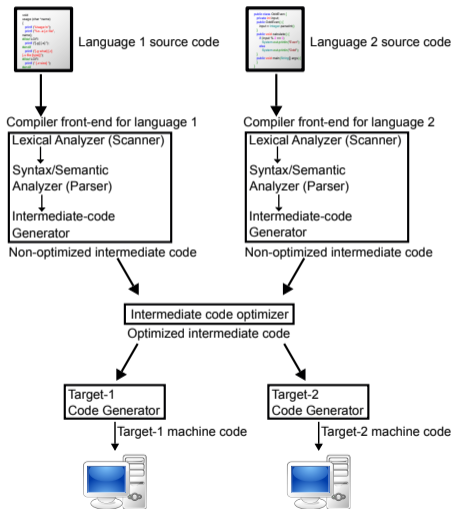 Language 1 source code
Language 2 source code
Compiler front-end for language 1
Lexical Analyzer (Scanner)
Syntax/Semantic
Analyzer (Parser)
Intermediate-code
Generator
Non-optimized intermediate code
Compiler front-end for language 2
Lexical Analyzer (Scanner)
Syntax/Semantic
Analyzer (Parser)
Intermediate-code
Generator
Non-optimized intermediate code
Intermediate code optimizer
Optimized intermediate code
Target-1
Code Generator
Target-1 machine code
Target-2
Code Generator
Target-2 machine code